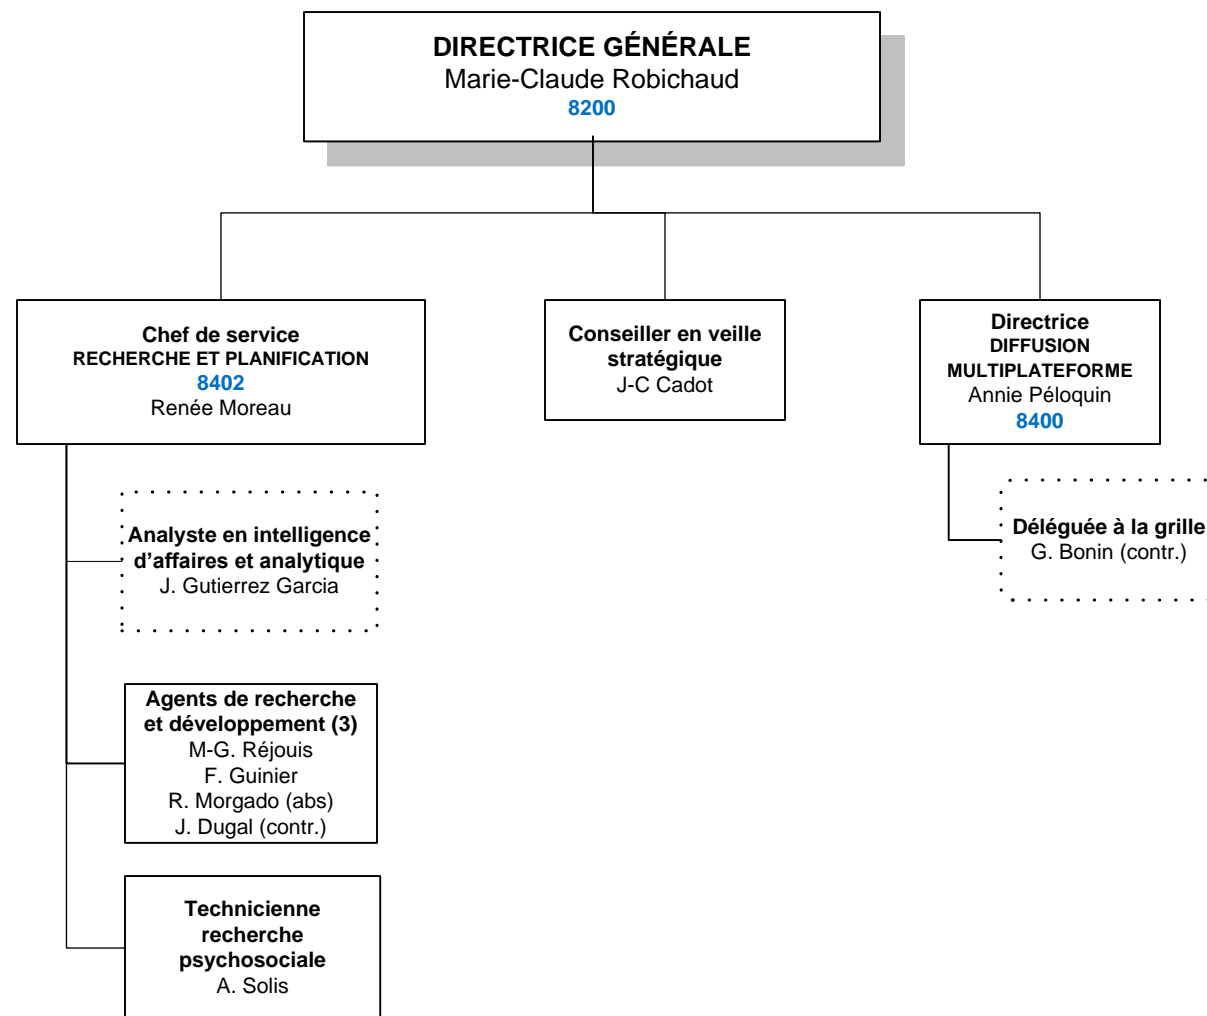 DIRECTRICE GÉNÉRALE
Marie-Claude Robichaud
8200
Chef de service
RECHERCHE ET PLANIFICATION
8402
Renée Moreau
Conseiller en veille
stratégique
J-C Cadot
Directrice
DIFFUSION
MULTIPLATEFORME
Annie Péloquin
8400
Analyste en intelligence
d’affaires et analytique
J. Gutierrez Garcia
Déléguée à la grille
G. Bonin (contr.)
Agents de recherche
et développement (3)
M-G. Réjouis
F. Guinier
R. Morgado (abs)
J. Dugal (contr.)
Technicienne
recherche
psychosociale
A. Solis